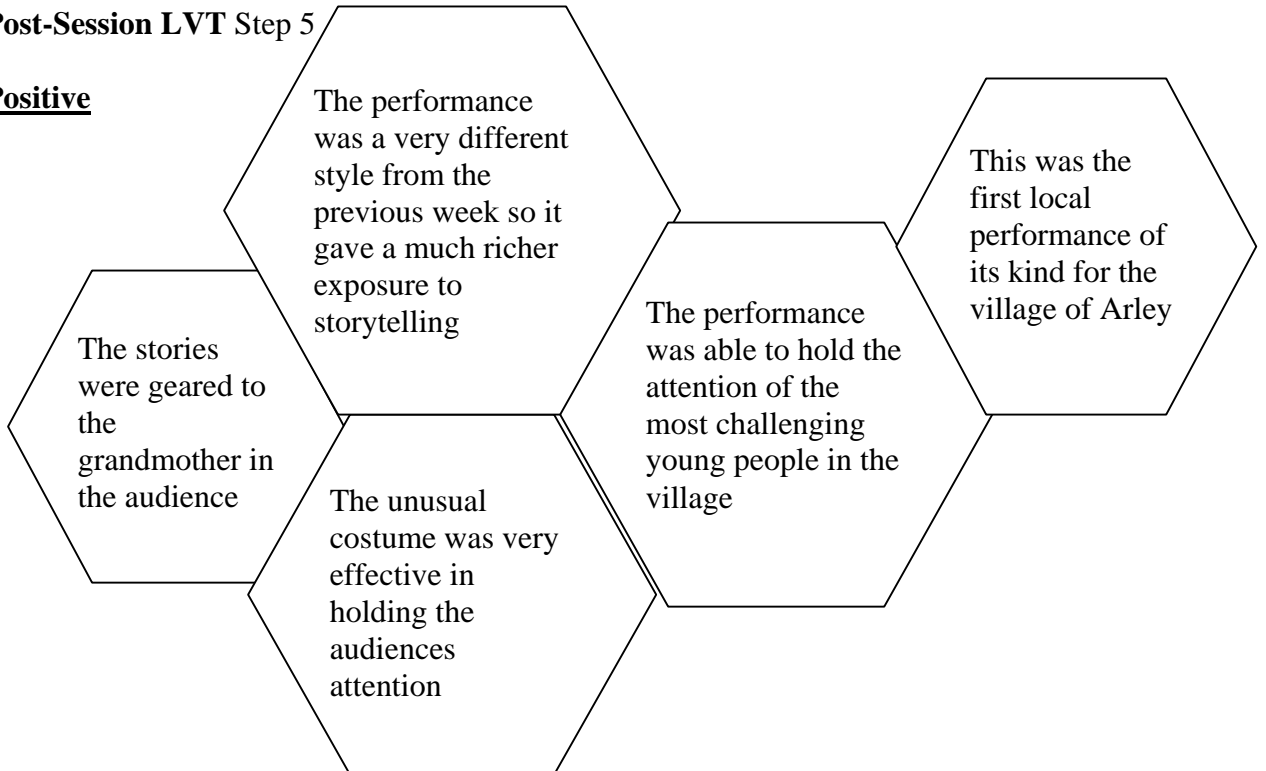 Post-Session LVT Step 5
Positive
The performance
was a very different
style from the
previous week so it
gave a much richer
exposure to
storytelling
This was the
first local
performance of
its kind for the
village of Arley
The stories
were geared to
the
grandmother in
the audience
The performance
was able to hold the
attention of the
most challenging
young people in the
village
The unusual
costume was very
effective in
holding the
audiences
attention